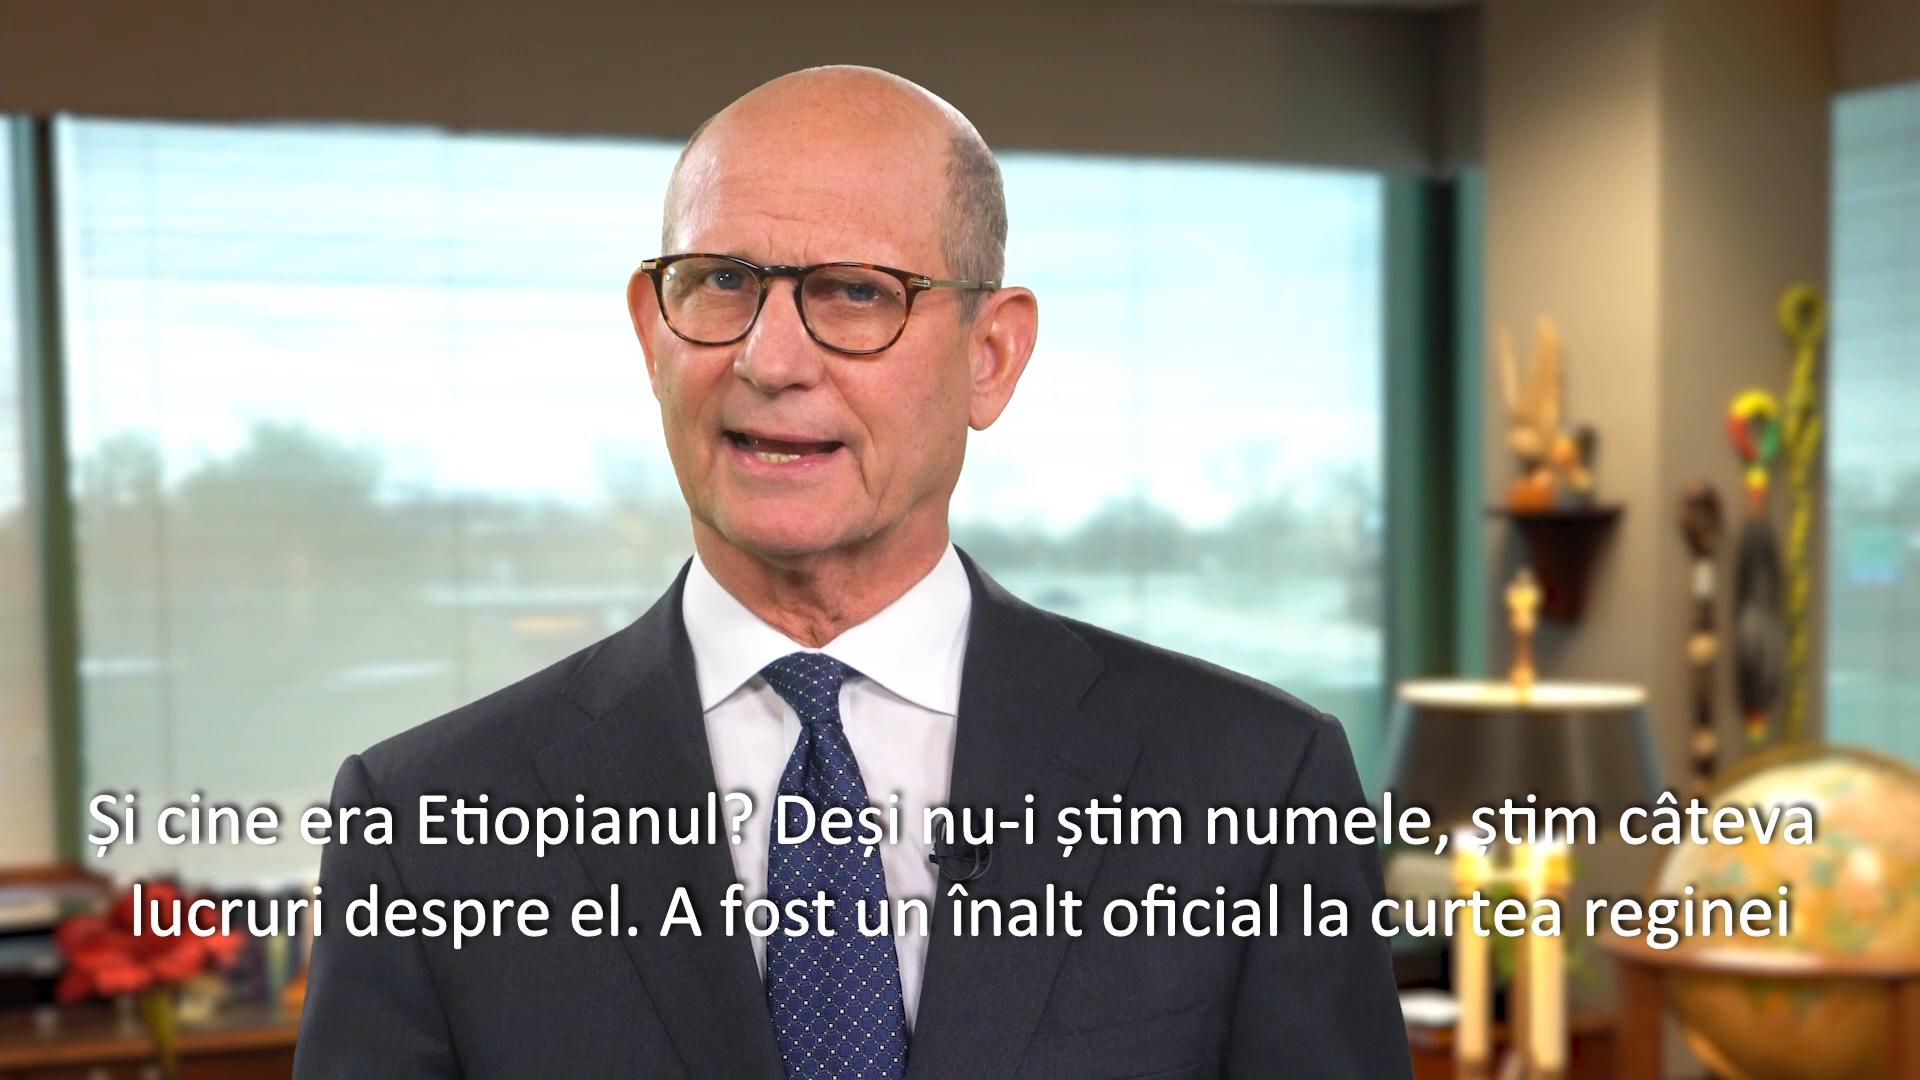 Și cine era Etiopianul? Deși nu-i știm numele, știm câteva
lucruri despre el. A fost un înalt oficial la curtea reginei